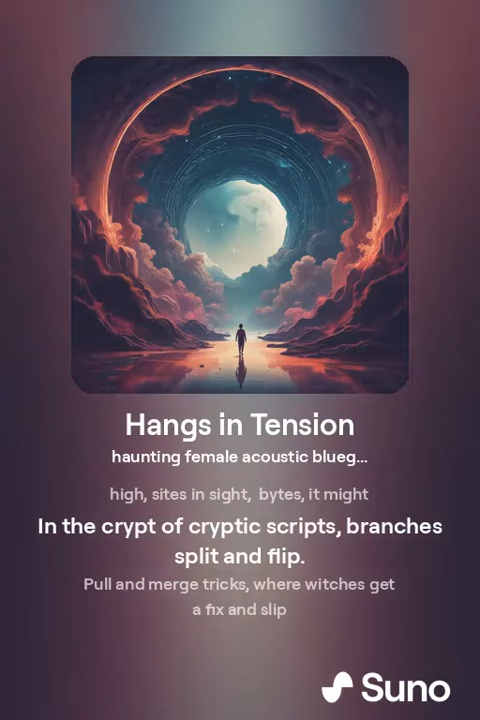 Hangs in Tension
haunting female acoustic blueg...
high, sites in sight,  bytes, it might
In the crypt of cryptic scripts, branches
split and flip.
Pull and merge tricks, where witches get
a fix and slip
Suno